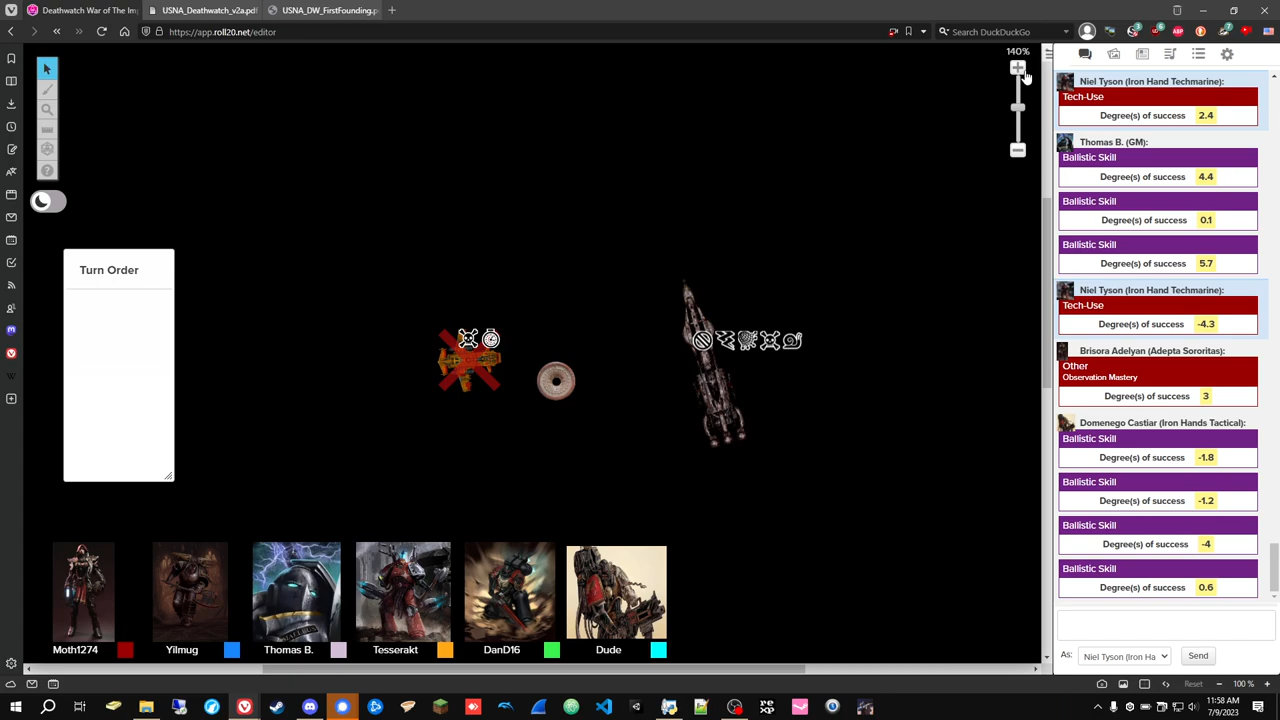 Deathwatch War of The Im
USNA_Deathwatch_v2a.pdf
USNA_DW_FirstFounding.p
https://app.roll20.net/editor
Search DuckDuckGo
140%
Turn Order
Niel Tyson (Iron Hand Techmarine):
Tech-Use
Degree(s) of success 2.4
Thomas B. (GM):
Ballistic Skill
Degree(s) of success 4.4
Ballistic Skill
Degree(s) of success 0.1
Ballistic Skill
Degree(s) of success 5.7
Niel Tyson (Iron Hand Techmarine):
Tech-Use
Degree(s) of success -4.3
Brisora Adelyan (Adepta Sororitas):
Other
Observation Mastery
Degree(s) of success 3
Domenego Castiar (Iron Hands Tactical):
Ballistic Skill
Degree(s) of success -1.8
Ballistic Skill
Degree(s) of success -1.2
Ballistic Skill
Degree(s) of success -4
Ballistic Skill
Degree(s) of success 0.6
Moth1274
Yilmug
Thomas B.
Tesserakt
DanD16
Dude
As: Niel Tyson (Iron Ha Send
Reset 100 %
11:58 AM
7/9/2023